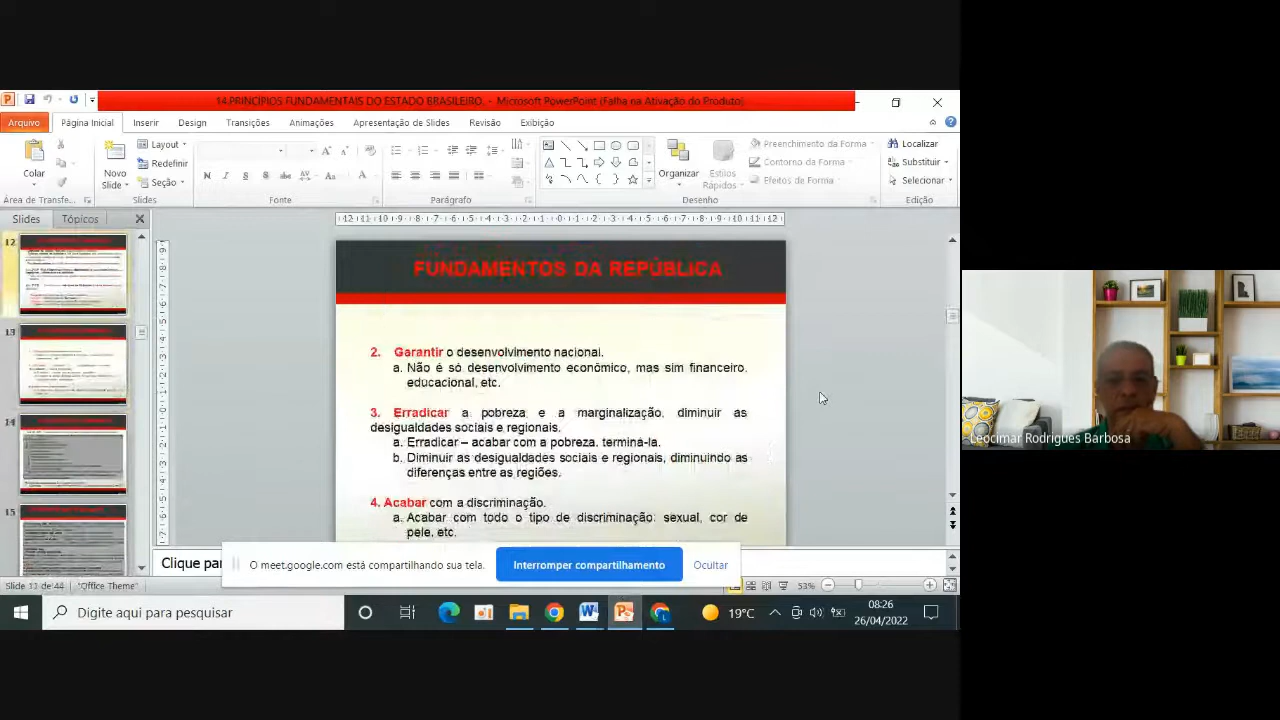 14 PRINCÍPIOS FUNDAMENTAIS DO ESTADO BRASILEIRO. - Microsoft PowerPoint (Falha na Ativação do Produto)
Arquivo Página Inicial Inserir Design Transições Animações Apresentação de Slides Revisão Exibição
Colar
Novo Slide
Layout
Redefinir
Seção
Organizar
Estilos Rápidos
Preenchimento da Forma
Contorno da Forma
Efeitos de Forma
Localizar
Substituir
Selecionar
Área de Transfe... Slides Fonte Parágrafo Desenho Edição
Slides Tópicos
12
13
14
15
FUNDAMENTOS DA REPÚBLICA
2. Garantir o desenvolvimento nacional.
a. Não é só desenvolvimento econômico, mas sim financeiro
educacional, etc.
3. Erradicar a pobreza e a marginalização, diminuir as
desigualdades sociais e regionais.
a. Erradicar – acabar com a pobreza, terminá-la.
b. Diminuir as desigualdades sociais e regionais, diminuindo as
diferenças entre as regiões.
4. Acabar com a discriminação.
a. Acabar com todo o tipo de discriminação: sexual, cor de
pele, etc.
Leocimar Rodrigues Barbosa
Clique par
O meet.google.com está compartilhando sua tela.
Interromper compartilhamento
Ocultar
Slide 13 de 44 "Office Theme" 53%
Digite aqui para pesquisar
19°C
08:26
26/04/2022